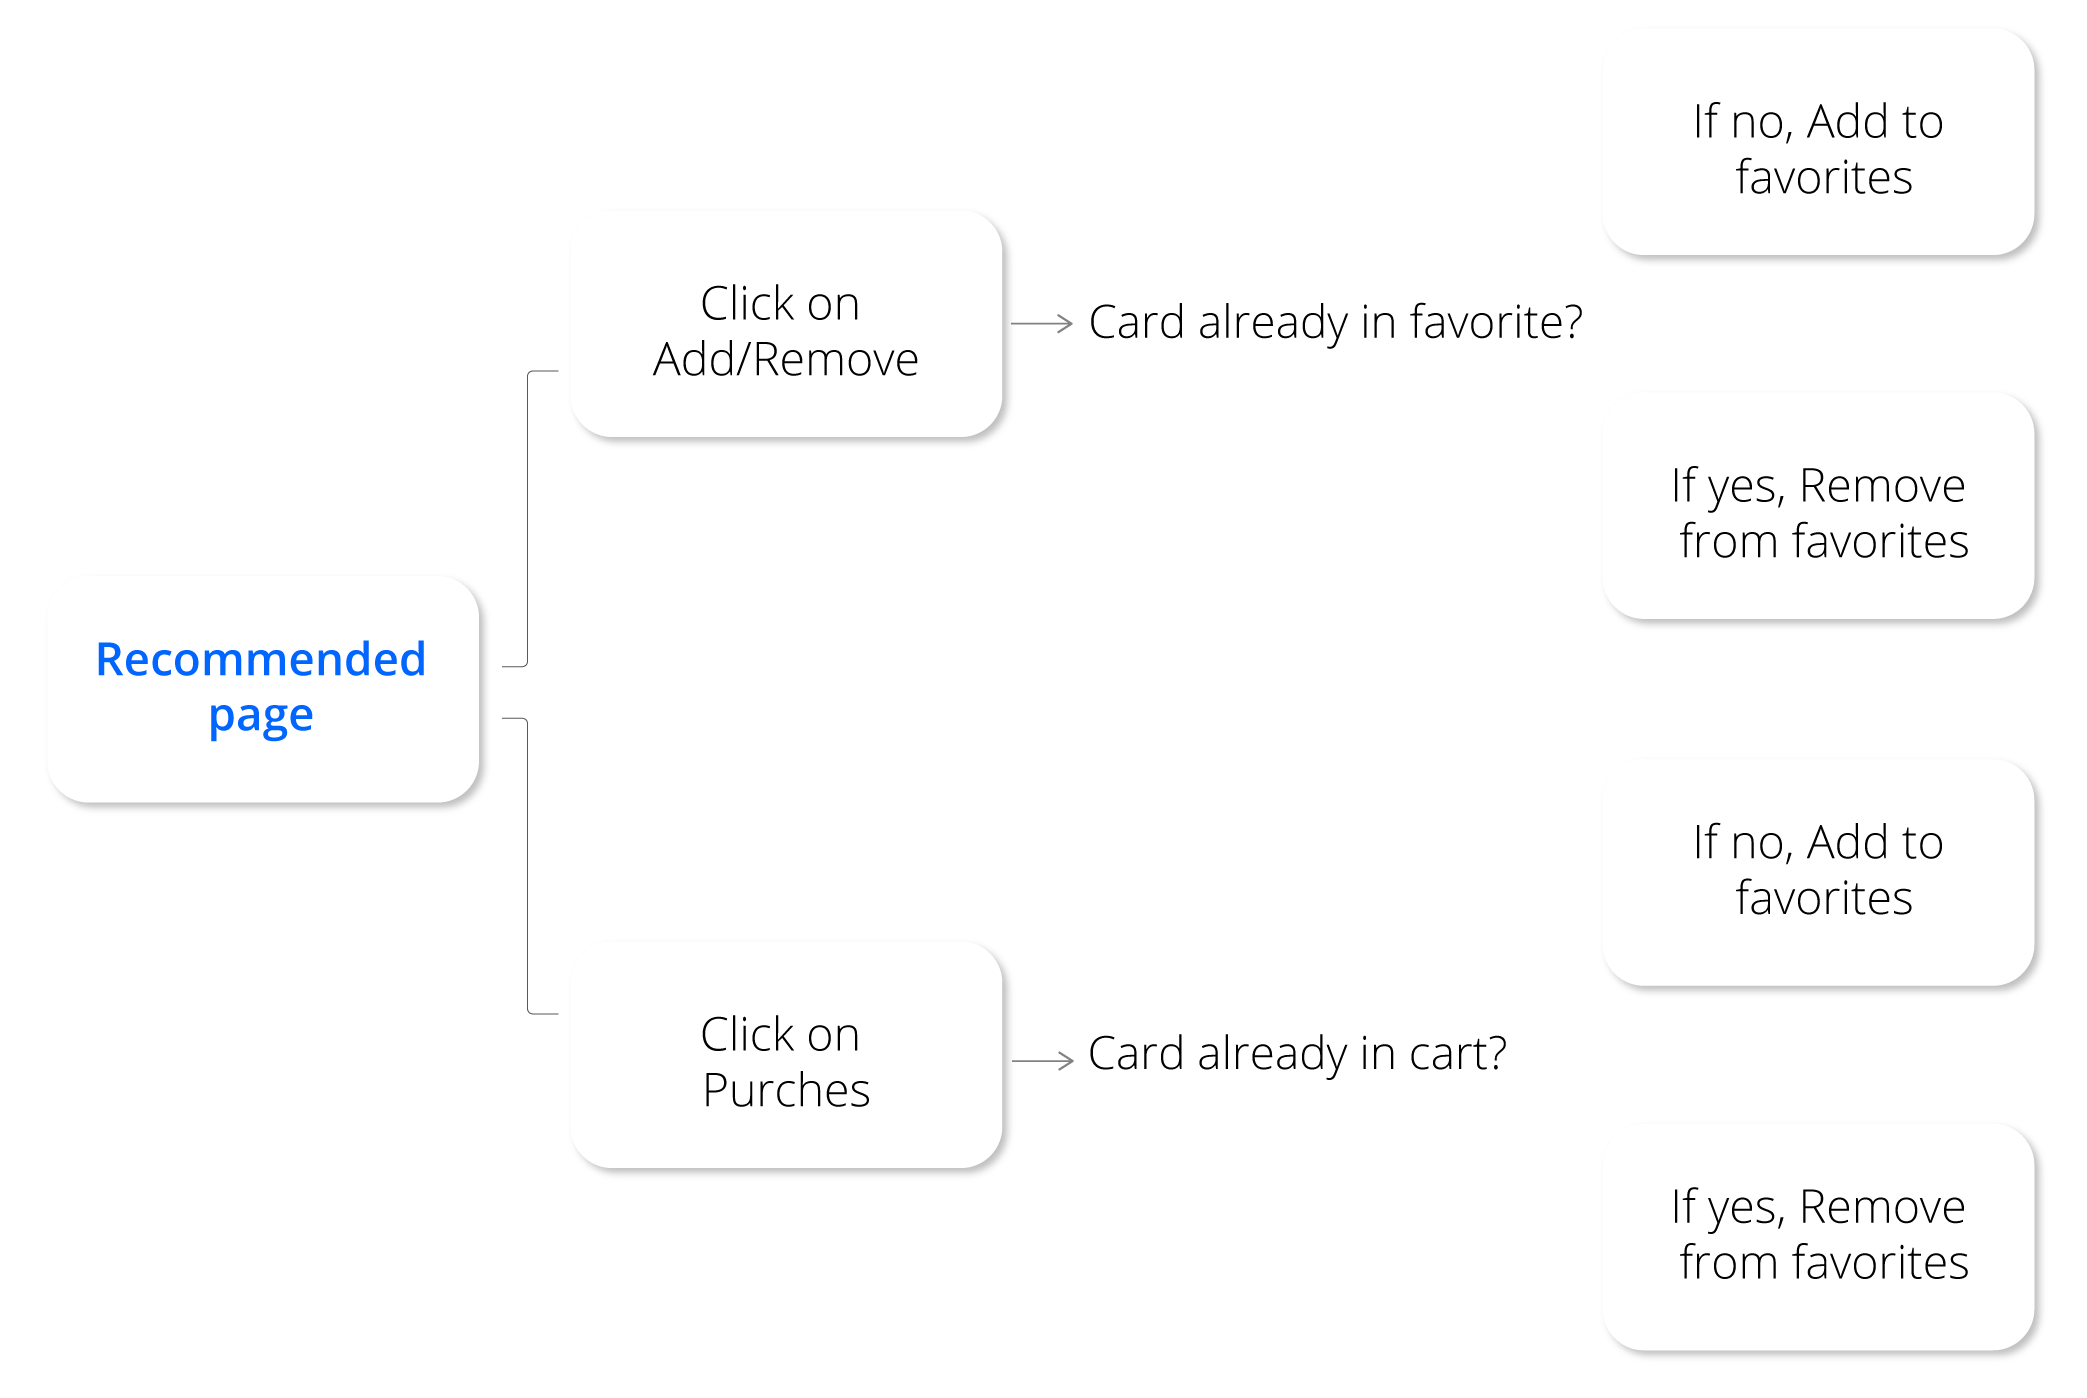 Recommended
page
Click on
Add/Remove
Card already in favorite?
If no, Add to
favorites
If yes, Remove
from favorites
Click on
Purches
Card already in cart?
If no, Add to
favorites
If yes, Remove
from favorites